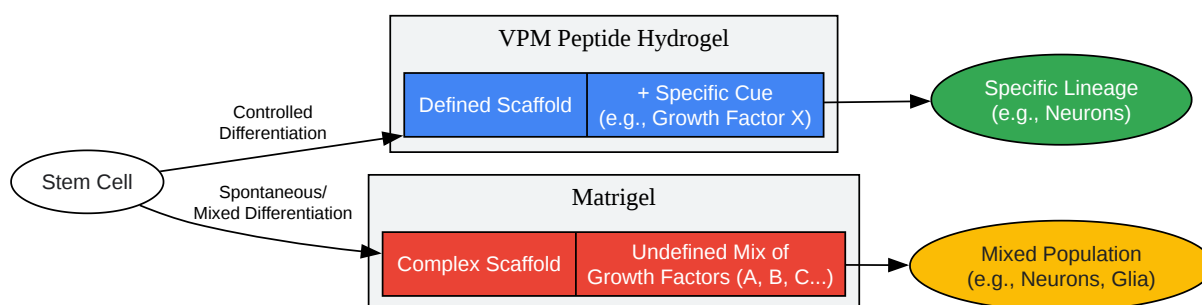 VPM Peptide Hydrogel
Defined Scaffold
+ Specific Cue
(e.g., Growth Factor X)
Specific Lineage
(e.g., Neurons)
Controlled
Differentiation
Stem Cell
Spontaneous/
Mixed Differentiation
Matrigel
Complex Scaffold
Undefined Mix of
Growth Factors (A, B, C...)
Mixed Population
(e.g., Neurons, Glia)